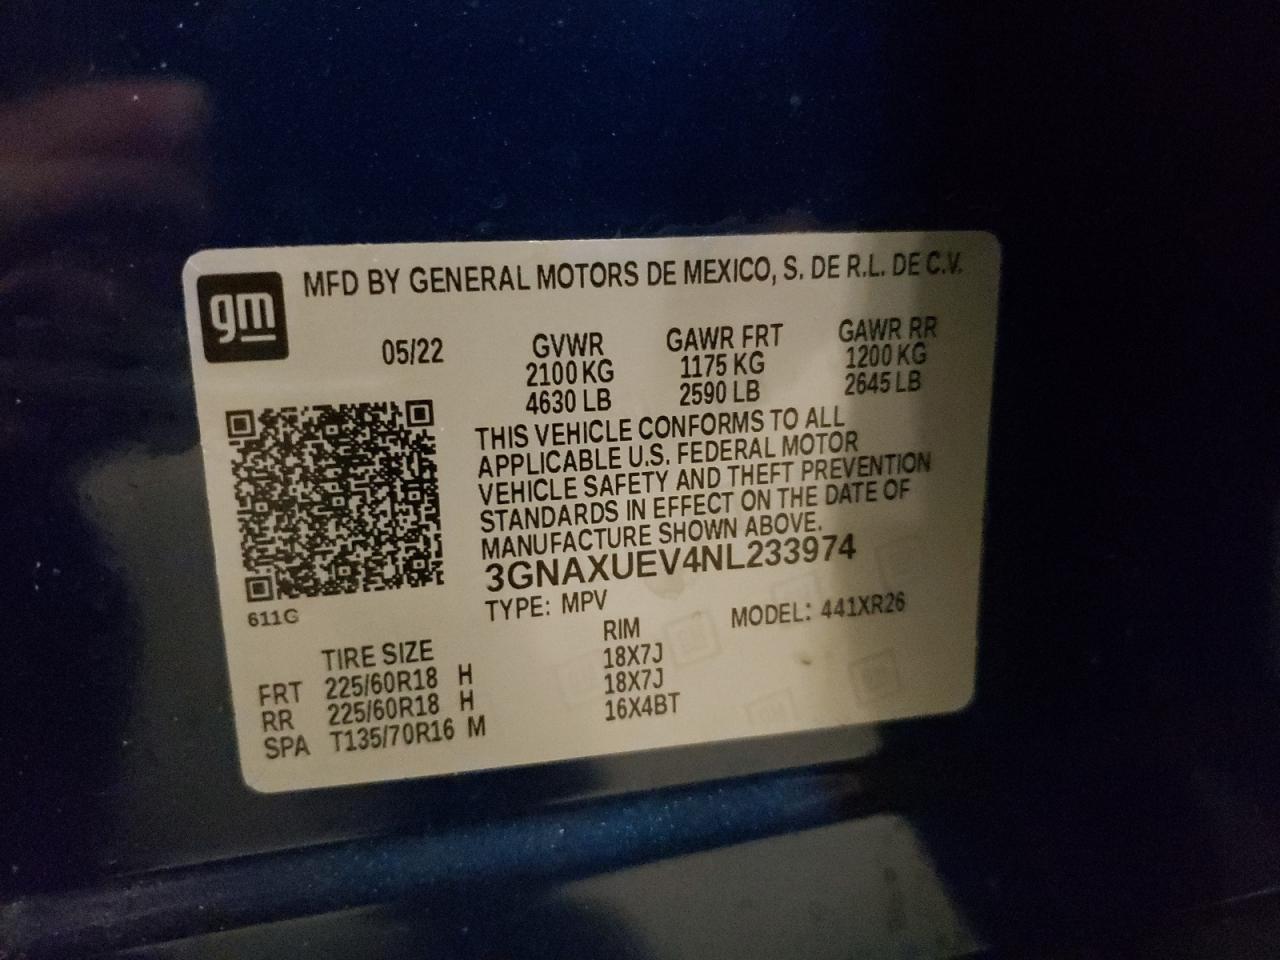 gm
MFD BY GENERAL MOTORS DE MEXICO, S. DE R.L. DE C.V.
05/22 GVWR GAWR FRT GAWR RR
2100 KG 1175 KG 1200 KG
4630 LB 2590 LB 2645 LB
THIS VEHICLE CONFORMS TO ALL
APPLICABLE U.S. FEDERAL MOTOR
VEHICLE SAFETY AND THEFT PREVENTION
STANDARDS IN EFFECT ON THE DATE OF
MANUFACTURE SHOWN ABOVE.
3GNAXUEV4NL233974
611G
TYPE: MPV MODEL: 441XR26
TIRE SIZE RIM
FRT 225/60R18 H 18X7J
RR 225/60R18 H 18X7J
SPA T135/70R16 M 16X4BT